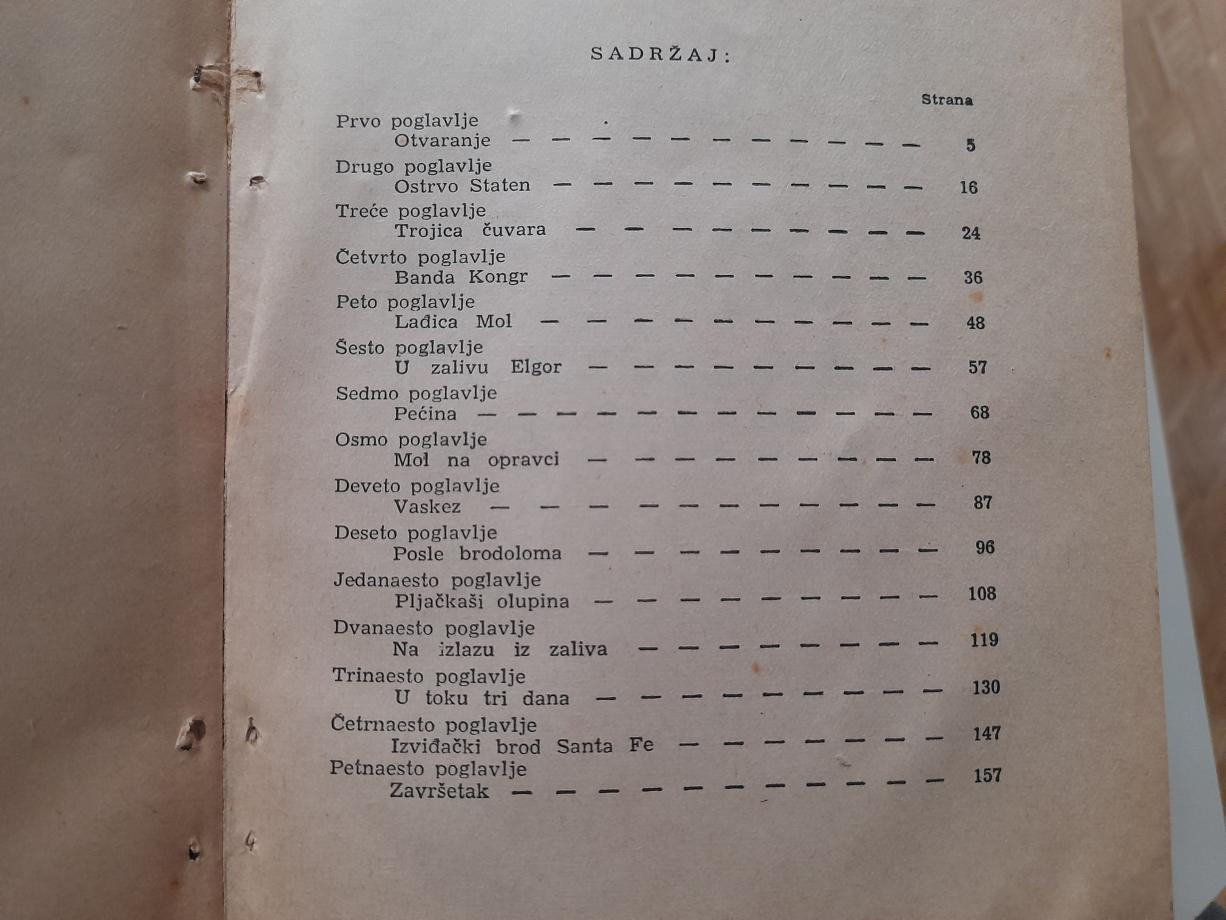 SADRŽAJ:
Strana
Prvo poglavlje
Otvaranje — — — — — — — — — — — 5
Drugo poglavlje
Ostrvo Staten — — — — — — — — — — 16
Treće poglavlje
Trojica čuvara — — — — — — — — 24
Četvrto poglavlje
Banda Kongr — — — — — — — — — — 36
Peto poglavlje
Lađica Mol — — — — — — — — — — 48
Šesto poglavlje
U zalivu Elgor — — — — — — — — — 57
Sedmo poglavlje
Pećina — — — — — — — — — — — — 68
Osmo poglavlje
Mol na opravci — — — — — — — — — 78
Deveto poglavlje
Vaskez — — — — — — — — — — 87
Deseto poglavlje
Posle brodoloma — — — — — — — — — 96
Jedanaesto poglavlje
Pljačkaši olupina — — — — — — — — — 108
Dvanaesto poglavlje
Na izlazu iz zaliva — — — — — — — 119
Trinaesto poglavlje
U toku tri dana — — — — — — — — — 130
Četrnaesto poglavlje
Izviđački brod Santa Fe — — — — — — — 147
Petnaesto poglavlje
Završetak — — — — — — — — — — — 157